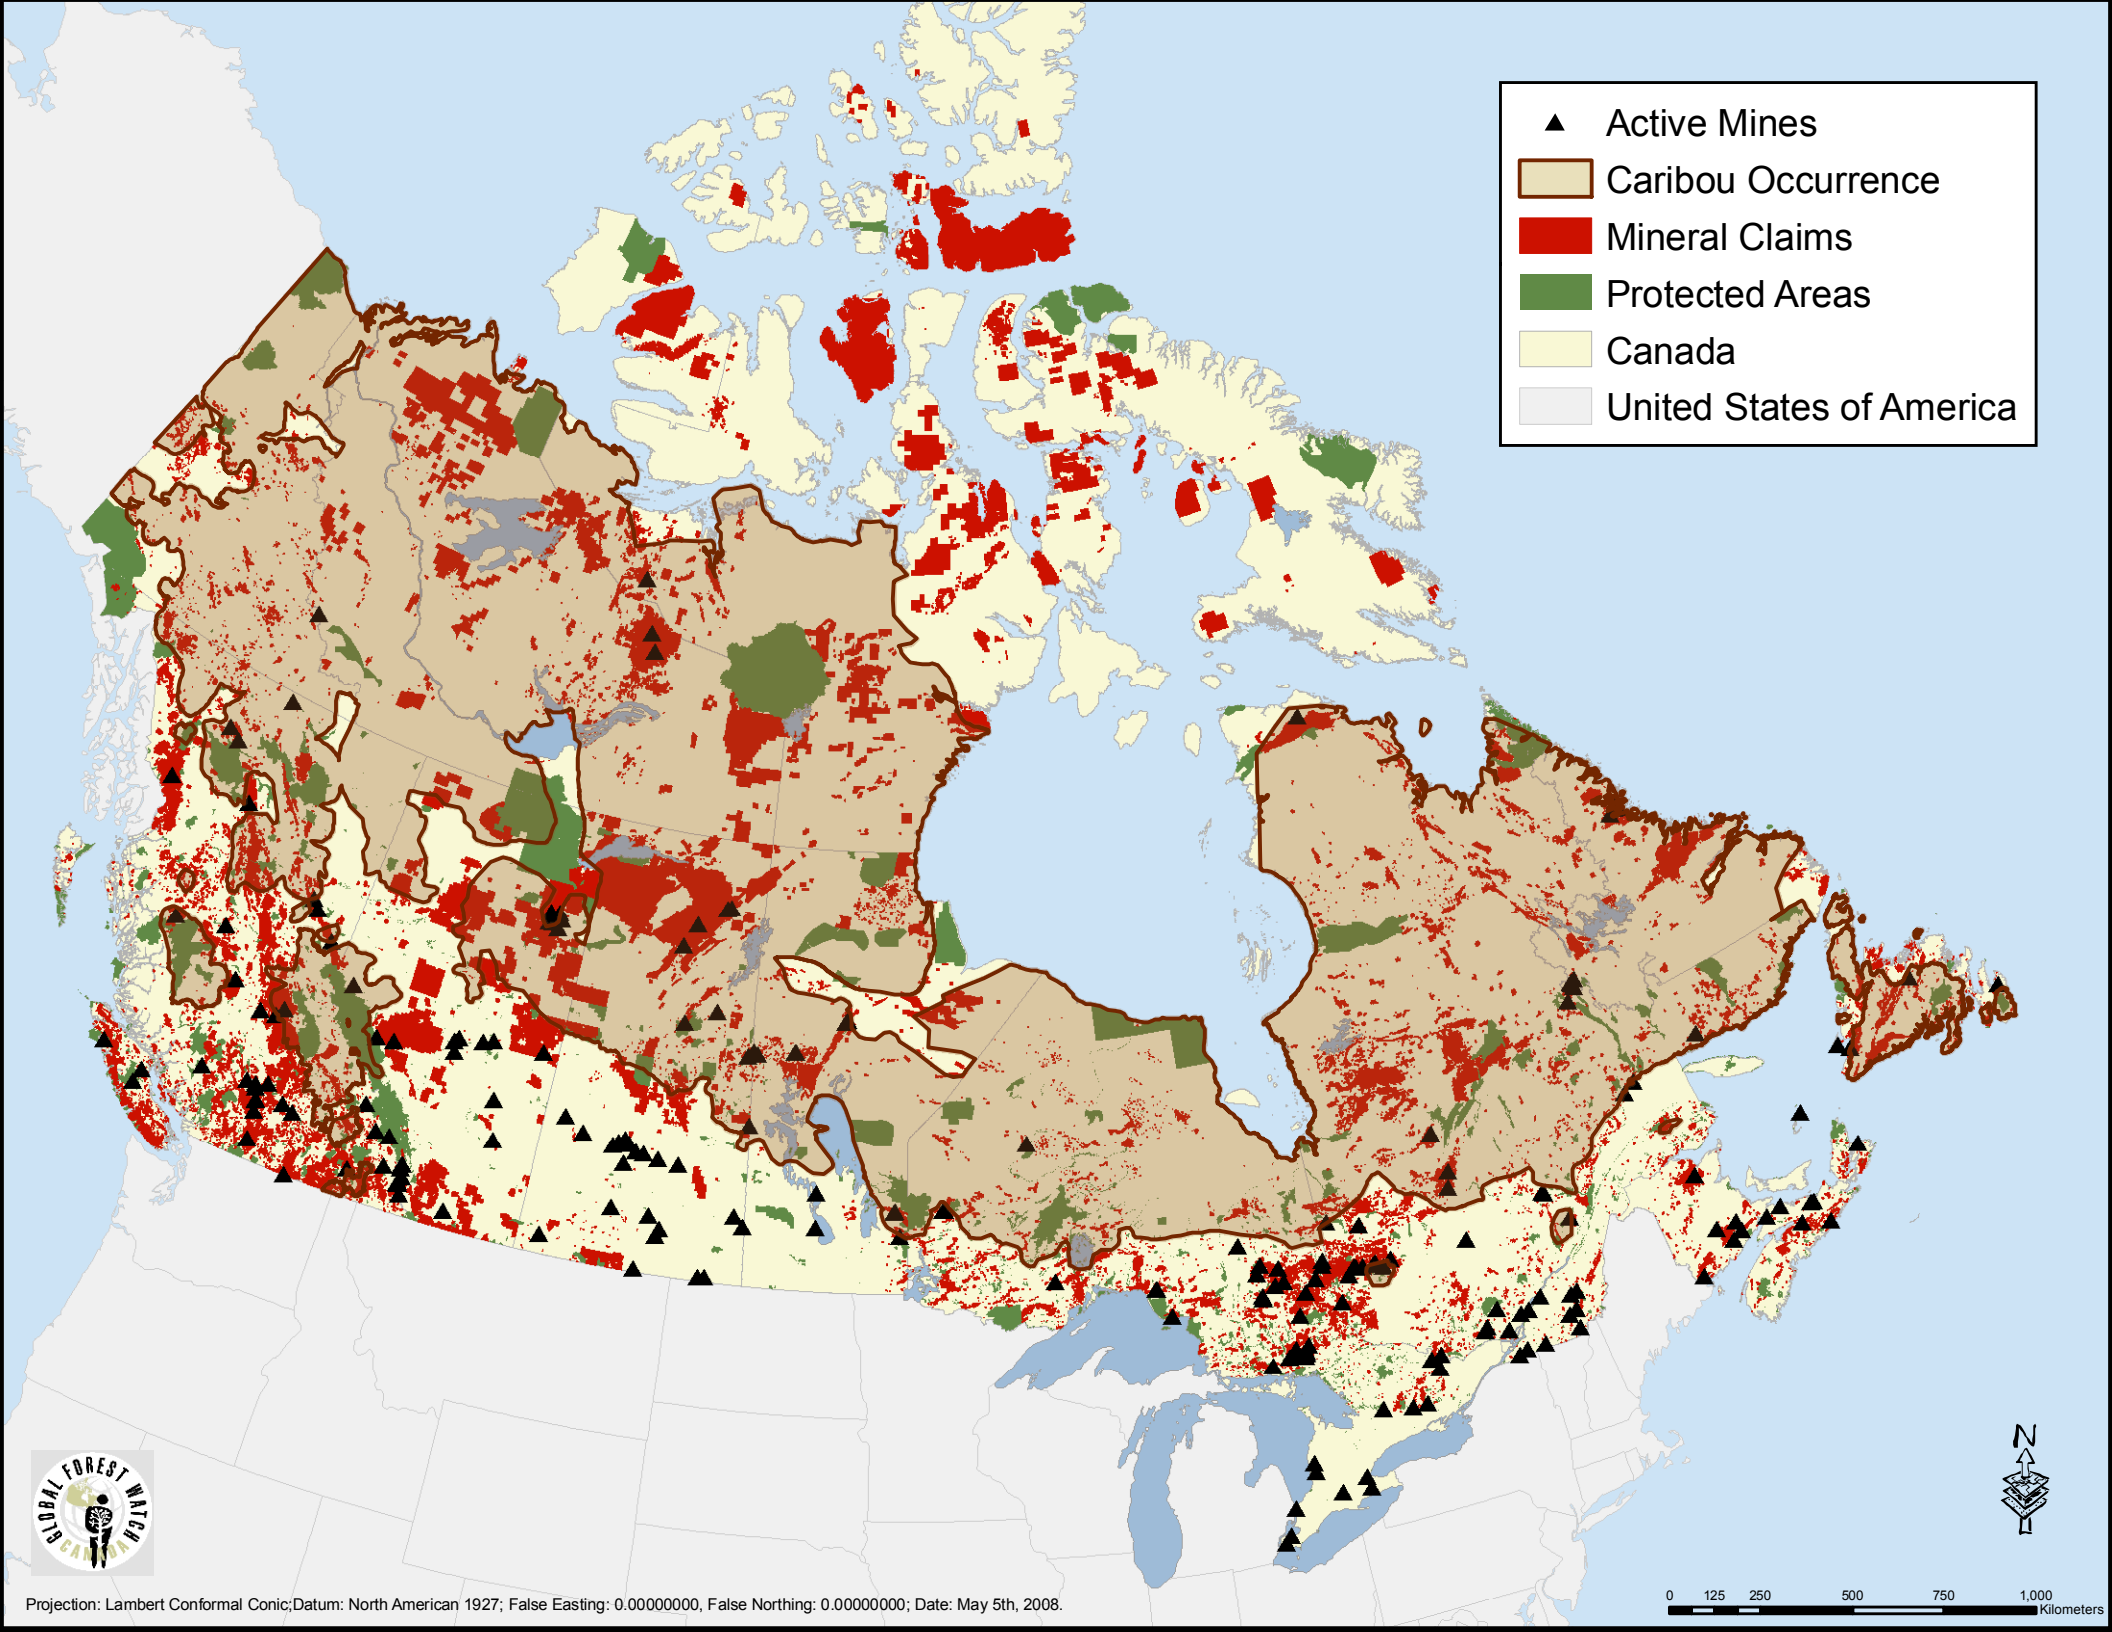 Active Mines
Caribou Occurrence
Mineral Claims
Protected Areas
Canada
United States of America
N
GLOBAL FOREST WATCH
CANADA
Projection: Lambert Conformal Conic;Datum: North American 1927; False Easting: 0.00000000, False Northing: 0.00000000; Date: May 5th, 2008.
0 125 250 500 750 1,000
Kilometers